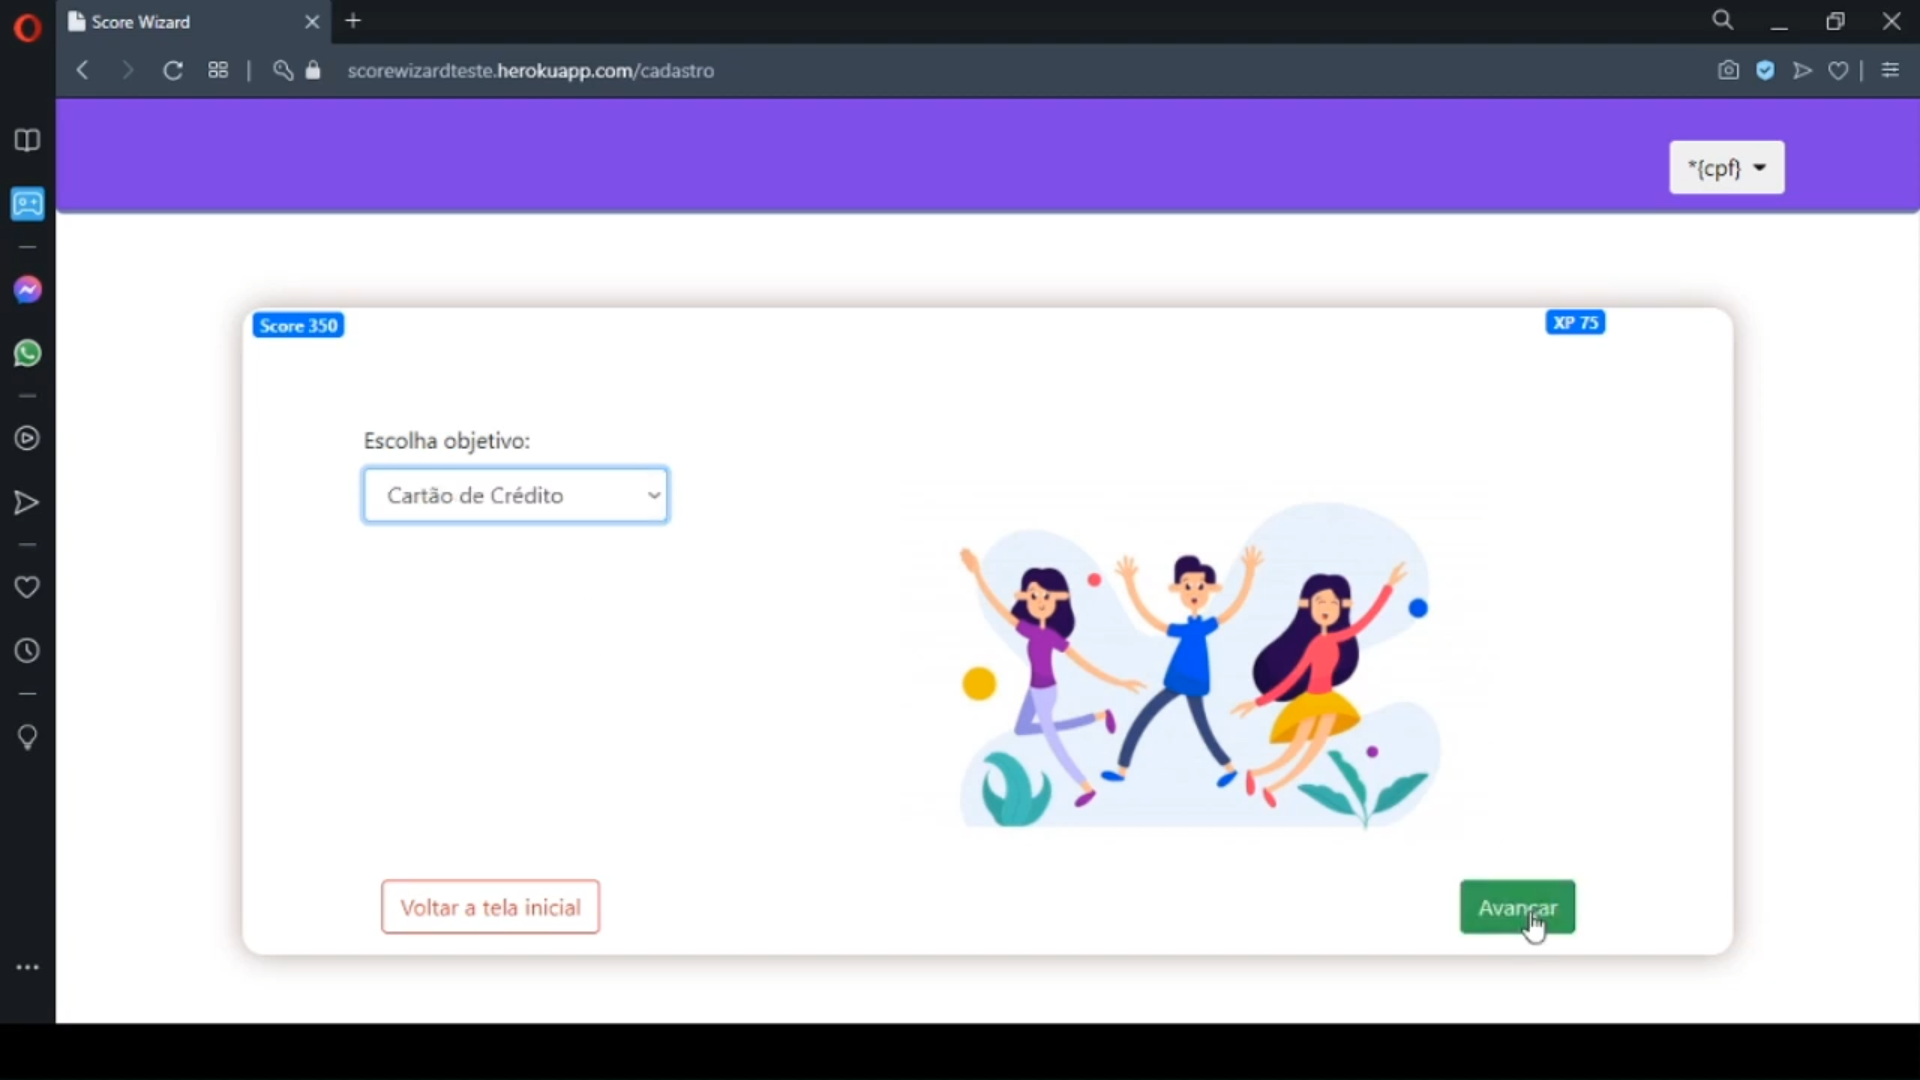 Score Wizard
scorewizardteste.herokuapp.com/cadastro
*{cpf}
Score 350
XP 75
Escolha objetivo:
Cartão de Crédito
Voltar a tela inicial
Avançar